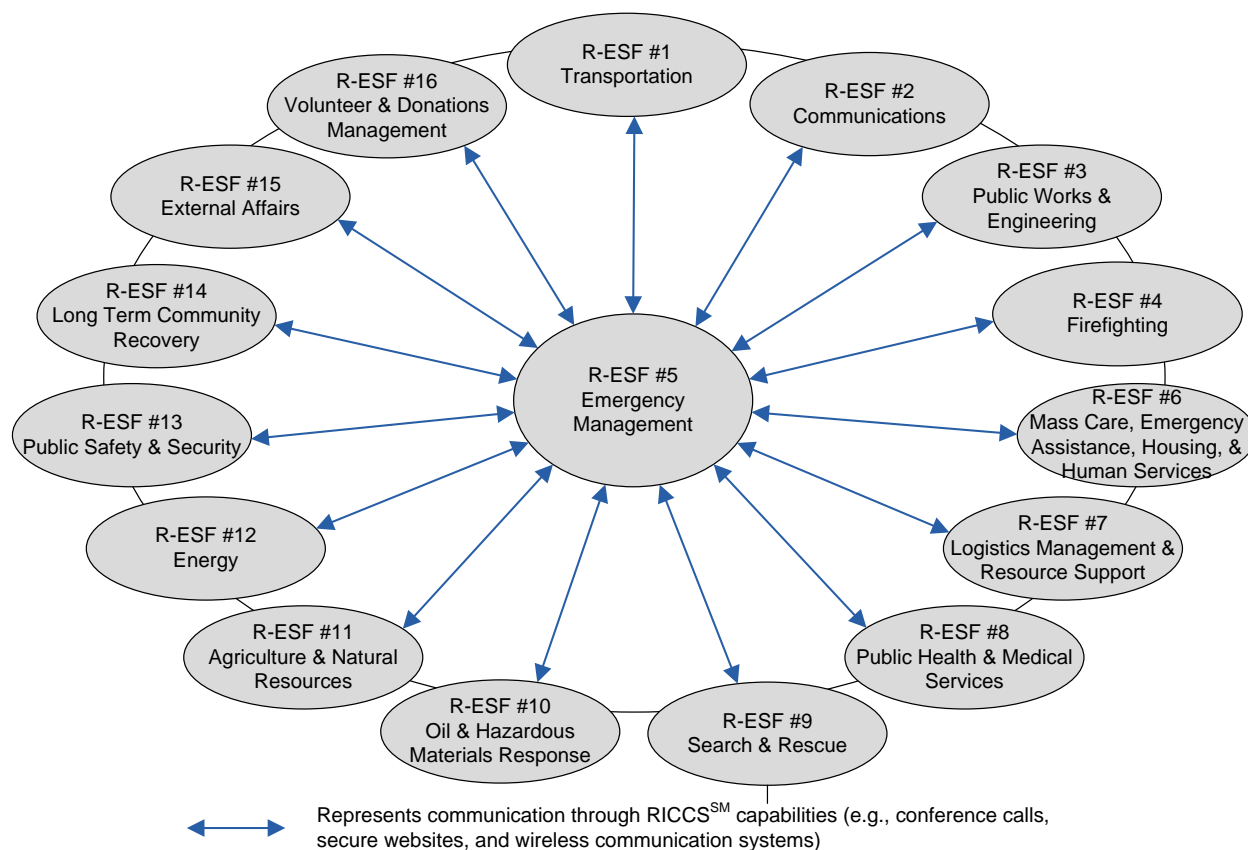 R-ESF #1
Transportation
R-ESF #2
Communications
R-ESF #3
Public Works &
Engineering
R-ESF #4
Firefighting
R-ESF #5
Emergency
Management
R-ESF #6
Mass Care, Emergency
Assistance, Housing, &
Human Services
R-ESF #7
Logistics Management &
Resource Support
R-ESF #8
Public Health & Medical
Services
R-ESF #9
Search & Rescue
R-ESF #10
Oil & Hazardous
Materials Response
R-ESF #11
Agriculture & Natural
Resources
R-ESF #12
Energy
R-ESF #13
Public Safety & Security
R-ESF #14
Long Term Community
Recovery
R-ESF #15
External Affairs
R-ESF #16
Volunteer & Donations
Management
Represents communication through RICCS℠ capabilities (e.g., conference calls,
secure websites, and wireless communication systems)